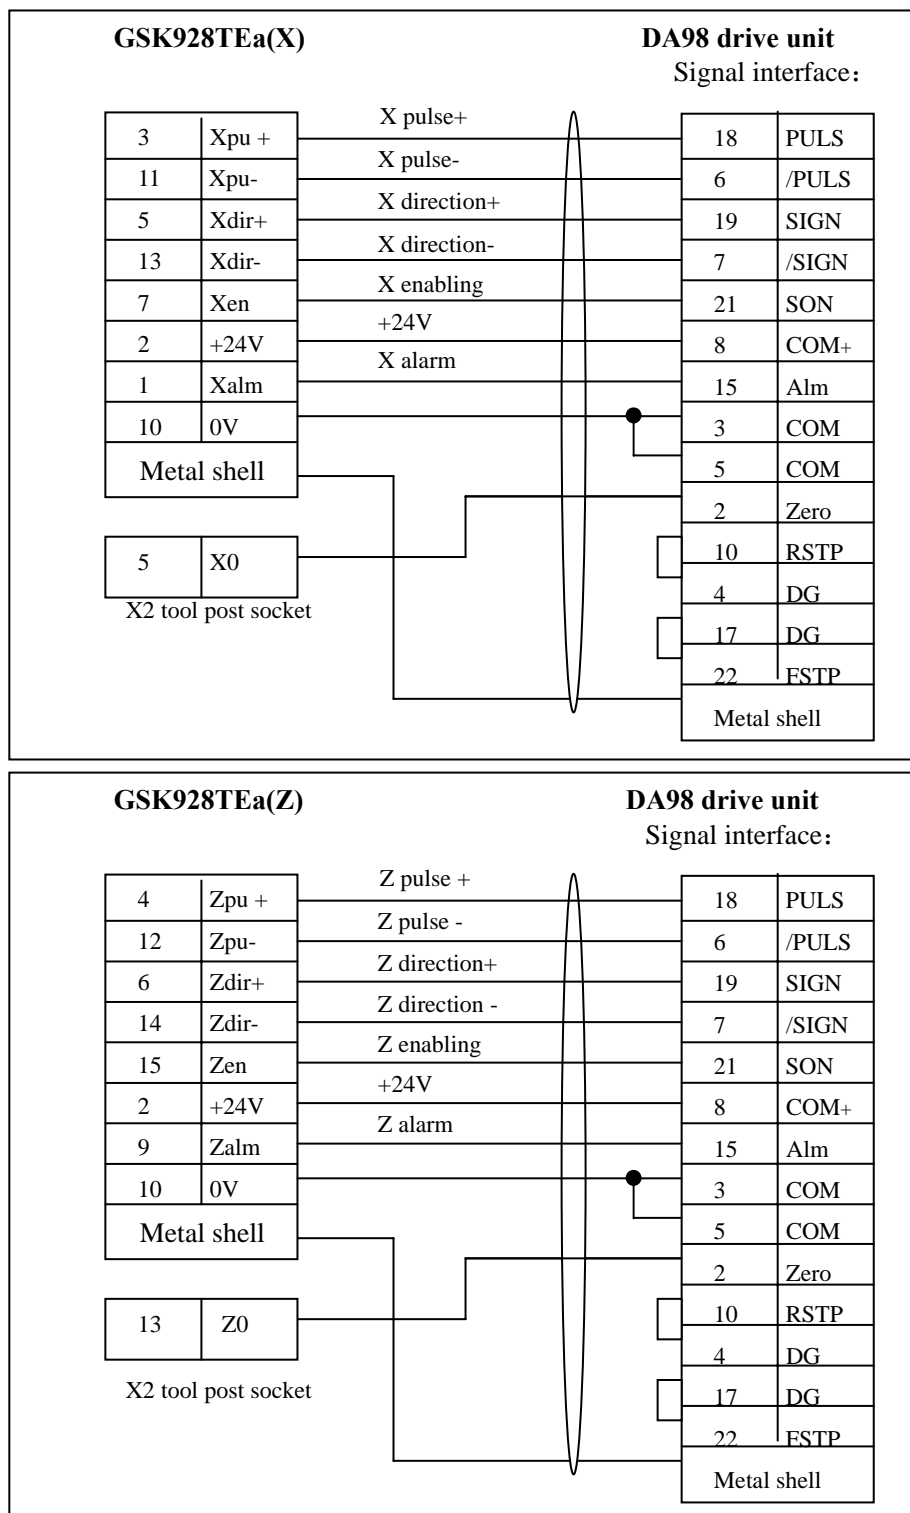 GSK928TEa(X) DA98 drive unit
Signal interface：
X pulse+
3 Xpu + 18 PULS
X pulse-
11 Xpu- 6 /PULS
X direction+
5 Xdir+ 19 SIGN
X direction-
13 Xdir- 7 /SIGN
X enabling
7 Xen 21 SON
+24V
2 +24V 8 COM+
X alarm
1 Xalm 15 Alm
10 0V 3 COM
Metal shell 5 COM
2 Zero
5 X0 10 RSTP
X2 tool post socket 4 DG
17 DG
22 FSTP
Metal shell
GSK928TEa(Z) DA98 drive unit
Signal interface：
Z pulse +
4 Zpu + 18 PULS
Z pulse -
12 Zpu- 6 /PULS
Z direction+
6 Zdir+ 19 SIGN
Z direction -
14 Zdir- 7 /SIGN
Z enabling
15 Zen 21 SON
+24V
2 +24V 8 COM+
Z alarm
9 Zalm 15 Alm
10 0V 3 COM
Metal shell 5 COM
2 Zero
13 Z0 10 RSTP
4 DG
X2 tool post socket 17 DG
22 FSTP
Metal shell